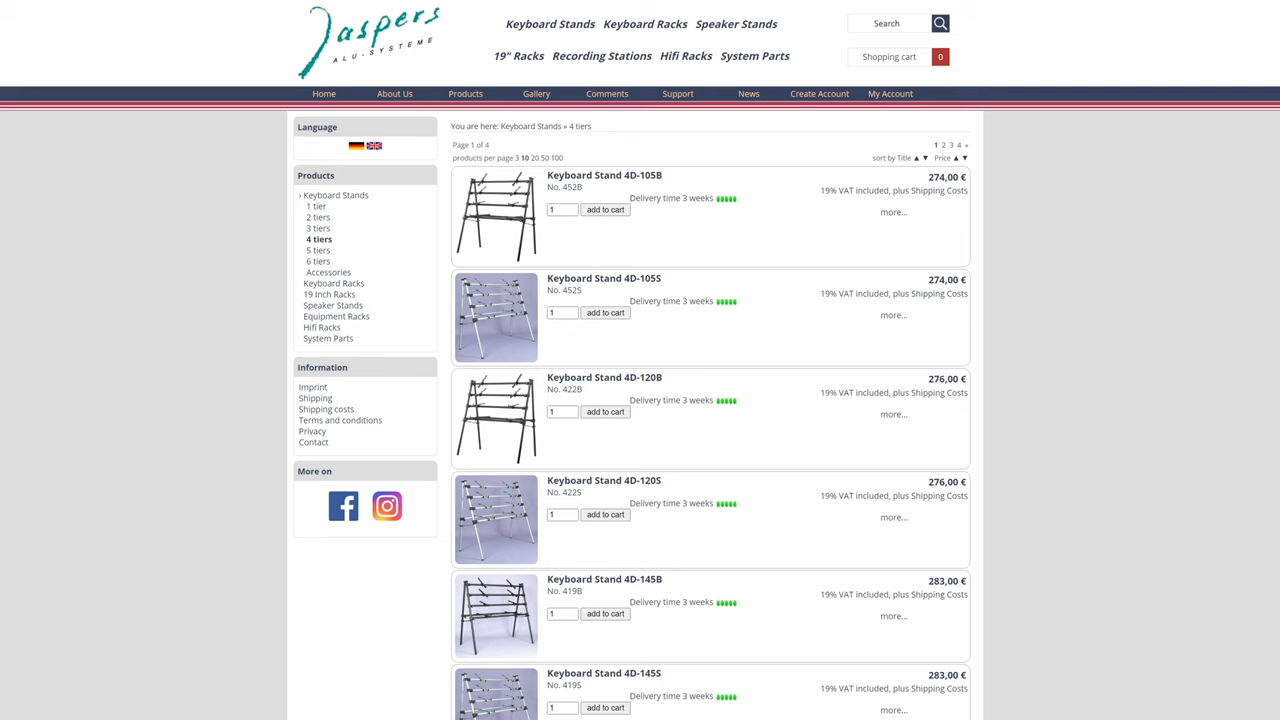 Jaspers
ALU-SYSTEME
Keyboard Stands Keyboard Racks Speaker Stands
19" Racks Recording Stations Hifi Racks System Parts
Search
Shopping cart 0
Home About Us Products Gallery Comments Support News Create Account My Account
Language
Products
› Keyboard Stands
1 tier
2 tiers
3 tiers
4 tiers
5 tiers
6 tiers
Accessories
Keyboard Racks
19 Inch Racks
Speaker Stands
Equipment Racks
Hifi Racks
System Parts
Information
Imprint
Shipping
Shipping costs
Terms and conditions
Privacy
Contact
More on
You are here: Keyboard Stands » 4 tiers
Page 1 of 4 1 2 3 4 »
products per page 3 10 20 50 100 sort by Title ▲ ▼ Price ▲ ▼
Keyboard Stand 4D-105B 274,00 €
No. 452B 19% VAT included, plus Shipping Costs
Delivery time 3 weeks
1 add to cart more...
Keyboard Stand 4D-105S 274,00 €
No. 452S 19% VAT included, plus Shipping Costs
Delivery time 3 weeks
1 add to cart more...
Keyboard Stand 4D-120B 276,00 €
No. 422B 19% VAT included, plus Shipping Costs
Delivery time 3 weeks
1 add to cart more...
Keyboard Stand 4D-120S 276,00 €
No. 422S 19% VAT included, plus Shipping Costs
Delivery time 3 weeks
1 add to cart more...
Keyboard Stand 4D-145B 283,00 €
No. 419B 19% VAT included, plus Shipping Costs
Delivery time 3 weeks
1 add to cart more...
Keyboard Stand 4D-145S 283,00 €
No. 419S 19% VAT included, plus Shipping Costs
Delivery time 3 weeks
1 add to cart more...